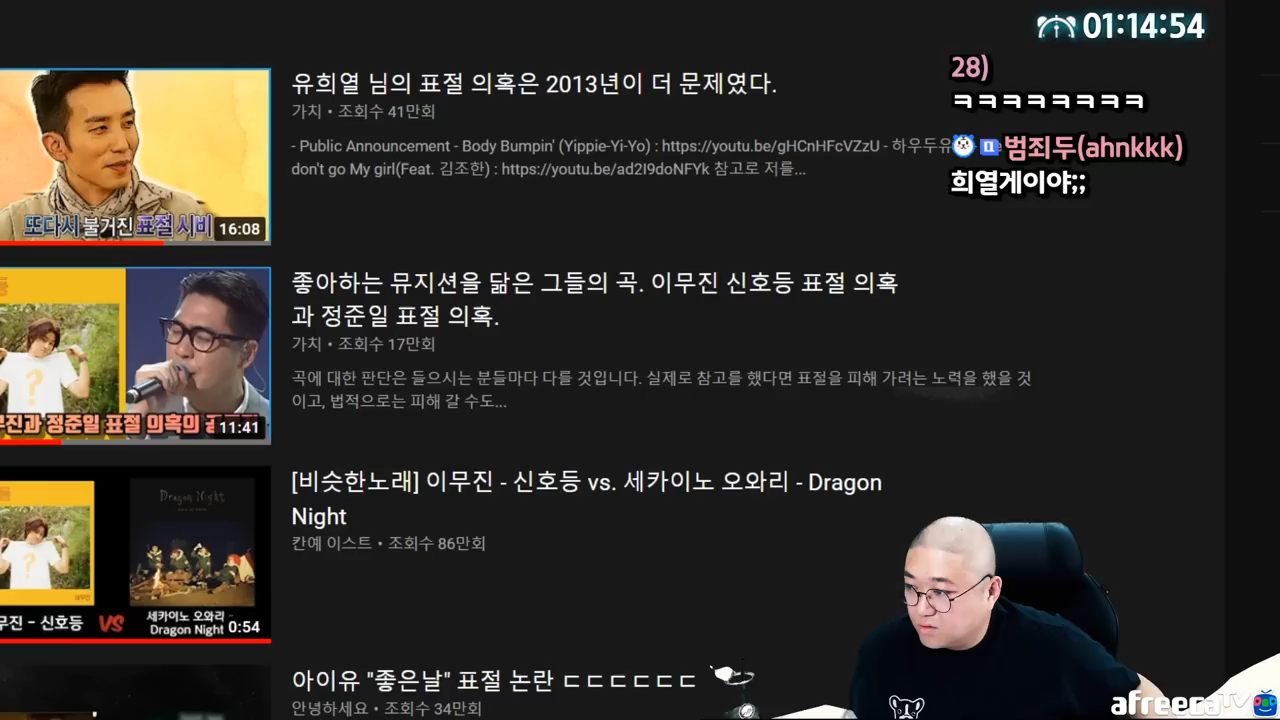 01:14:54
28)
ㅋㅋㅋㅋㅋㅋㅋㅋ
범죄두(ahnkkk)
희열게이야;;
유희열 님의 표절 의혹은 2013년이 더 문제였다.
가치 • 조회수 41만회
- Public Announcement - Body Bumpin' (Yippie-Yi-Yo) : https://youtu.be/gHCnHFcVZzU - 하우두유
don't go My girl(Feat. 김조한) : https://youtu.be/ad2I9doNFYk 참고로 저를...
또다시 불거진 표절 시비
16:08
좋아하는 뮤지션을 닮은 그들의 곡. 이무진 신호등 표절 의혹
과 정준일 표절 의혹.
가치 • 조회수 17만회
곡에 대한 판단은 들으시는 분들마다 다를 것입니다. 실제로 참고를 했다면 표절을 피해 가려는 노력을 했을 것
이고, 법적으로는 피해 갈 수도...
무진과 정준일 표절 의혹의
11:41
[비슷한노래] 이무진 - 신호등 vs. 세카이노 오와리 - Dragon
Night
칸예 이스트 • 조회수 86만회
Dragon Night
무진 - 신호등
VS
세카이노 오와리 -
Dragon Night
0:54
아이유 "좋은날" 표절 논란 ㄷㄷㄷㄷㄷㄷ
안녕하세요 • 조회수 34만회
afreecaTV